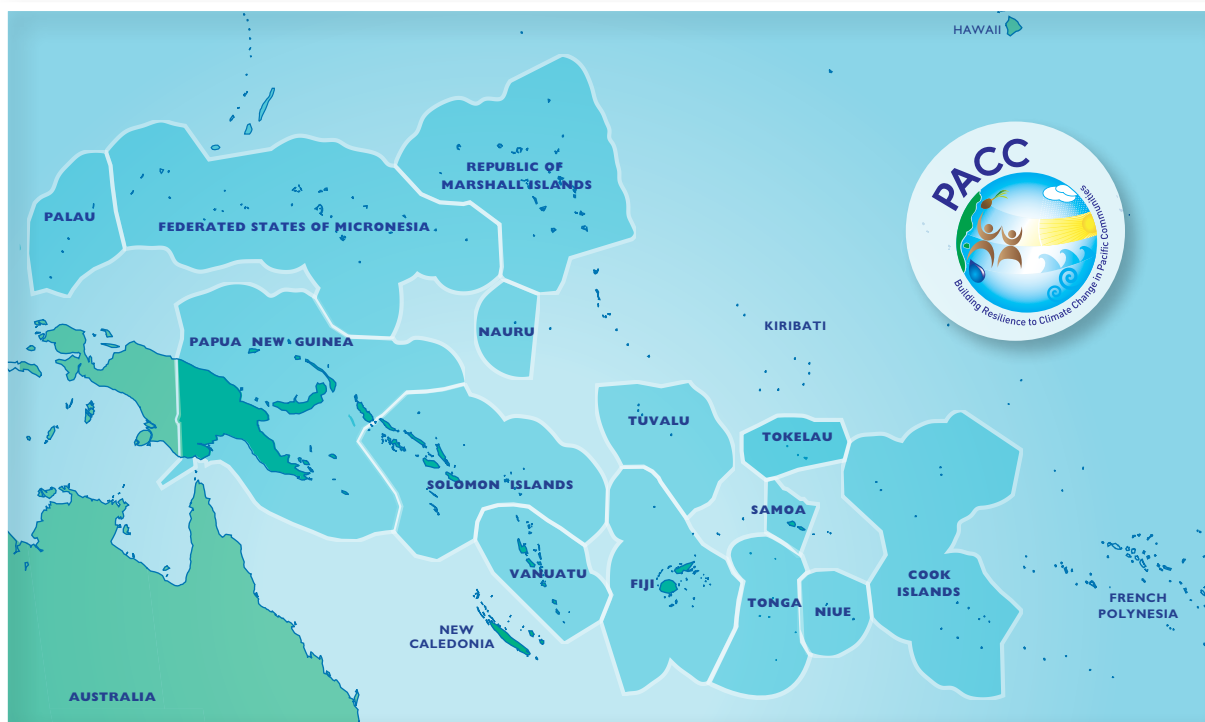 HAWAII
PACC
Building Resilience to Climate Change in Pacific Communities
REPUBLIC OF
MARSHALL ISLANDS
PALAU
FEDERATED STATES OF MICRONESIA
NAURU
KIRIBATI
PAPUA NEW GUINEA
TUVALU
TOKELAU
SOLOMON ISLANDS
SAMOA
VANUATU
FIJI
COOK
ISLANDS
TONGA
NIUE
FRENCH
POLYNESIA
NEW
CALEDONIA
AUSTRALIA